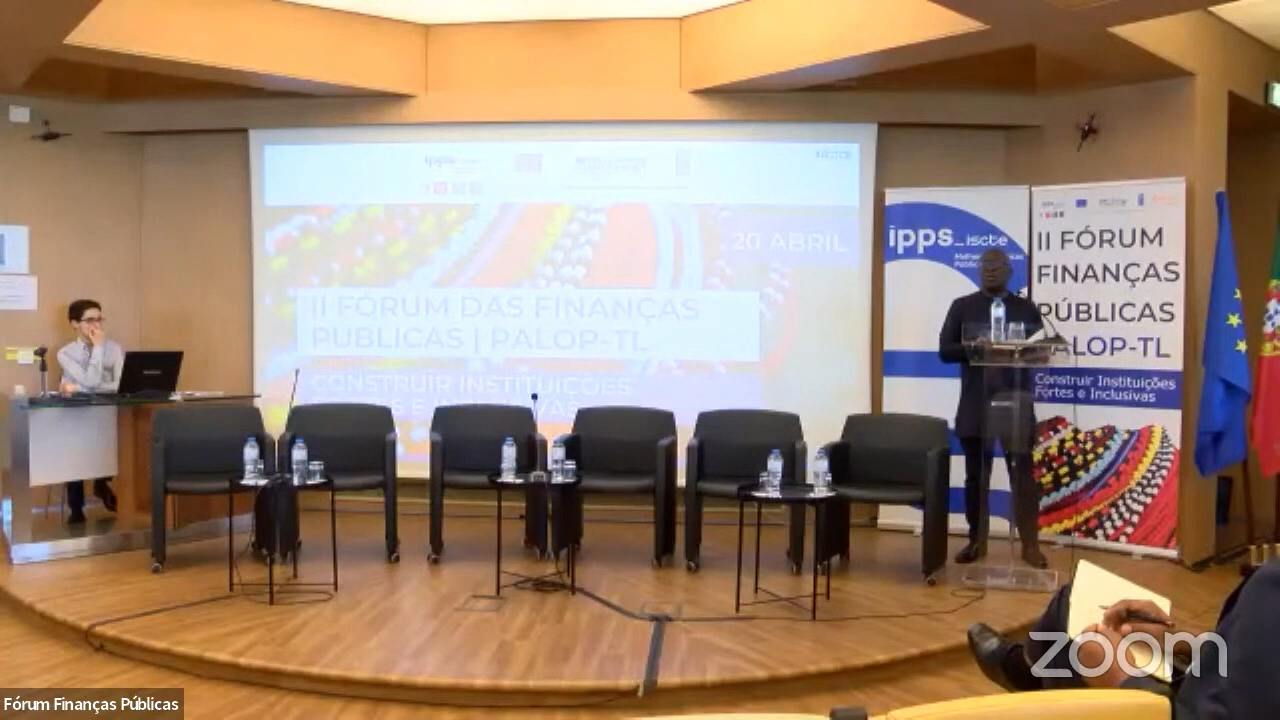 20 ABRIL
II FÓRUM DAS FINANÇAS
PÚBLICAS | PALOP-TL
CONSTRUIR INSTITUIÇÕES
ipps_iscte
II FÓRUM
FINANÇAS
PÚBLICAS
PALOP-TL
Construir Instituições
Fortes e Inclusivas
zoom
Fórum Finanças Públicas